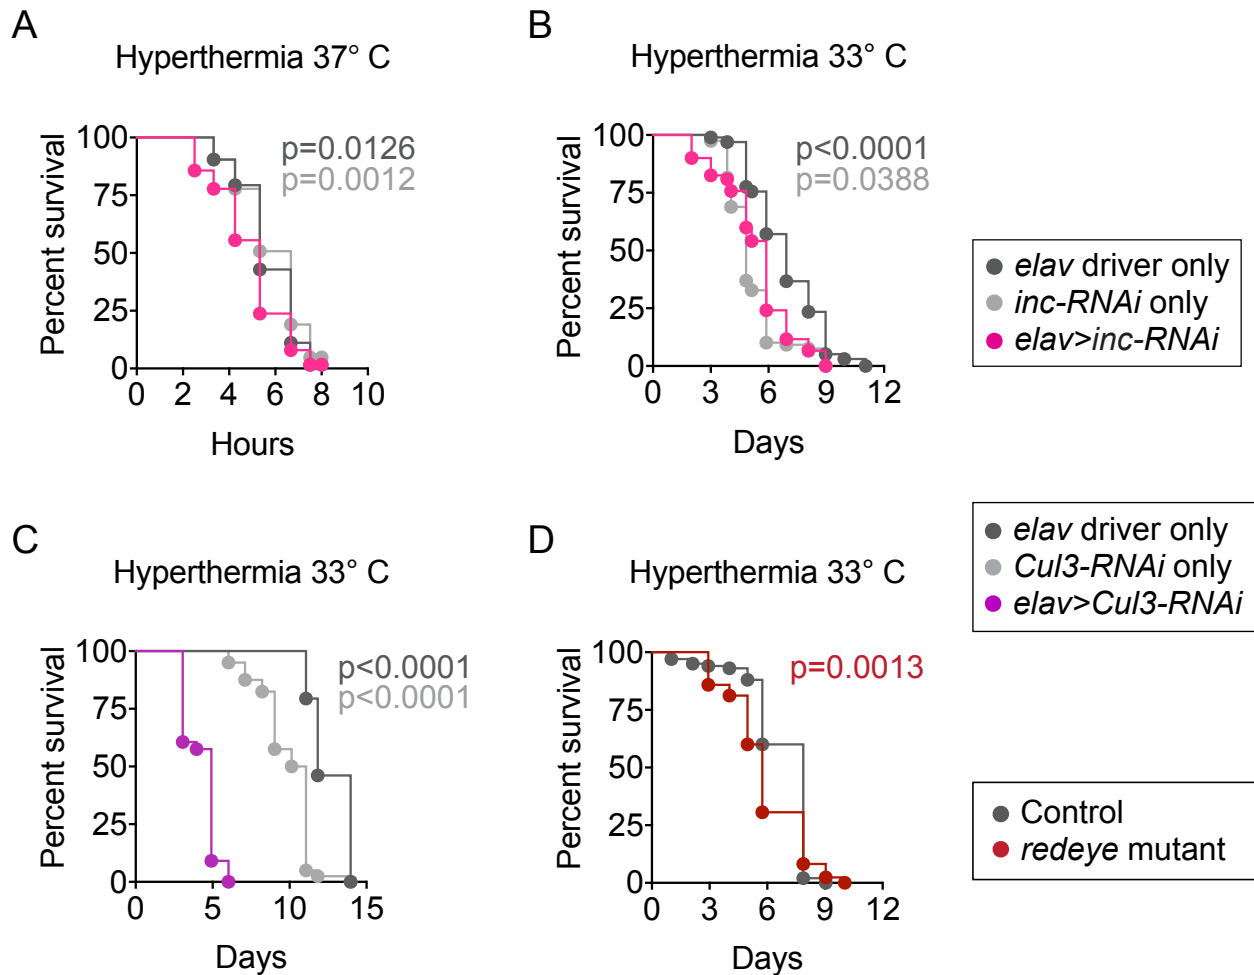 A
Hyperthermia 37° C
Percent survival
100
75
50
25
0
p=0.0126
p=0.0012
0 2 4 6 8 10
Hours
B
Hyperthermia 33° C
Percent survival
100
75
50
25
0
p<0.0001
p=0.0388
0 3 6 9 12
Days
elav driver only
inc-RNAi only
elav>inc-RNAi
C
Hyperthermia 33° C
Percent survival
100
75
50
25
0
p<0.0001
p<0.0001
0 5 10 15
Days
D
Hyperthermia 33° C
Percent survival
100
75
50
25
0
p=0.0013
0 3 6 9 12
Days
elav driver only
Cul3-RNAi only
elav>Cul3-RNAi
Control
redeye mutant